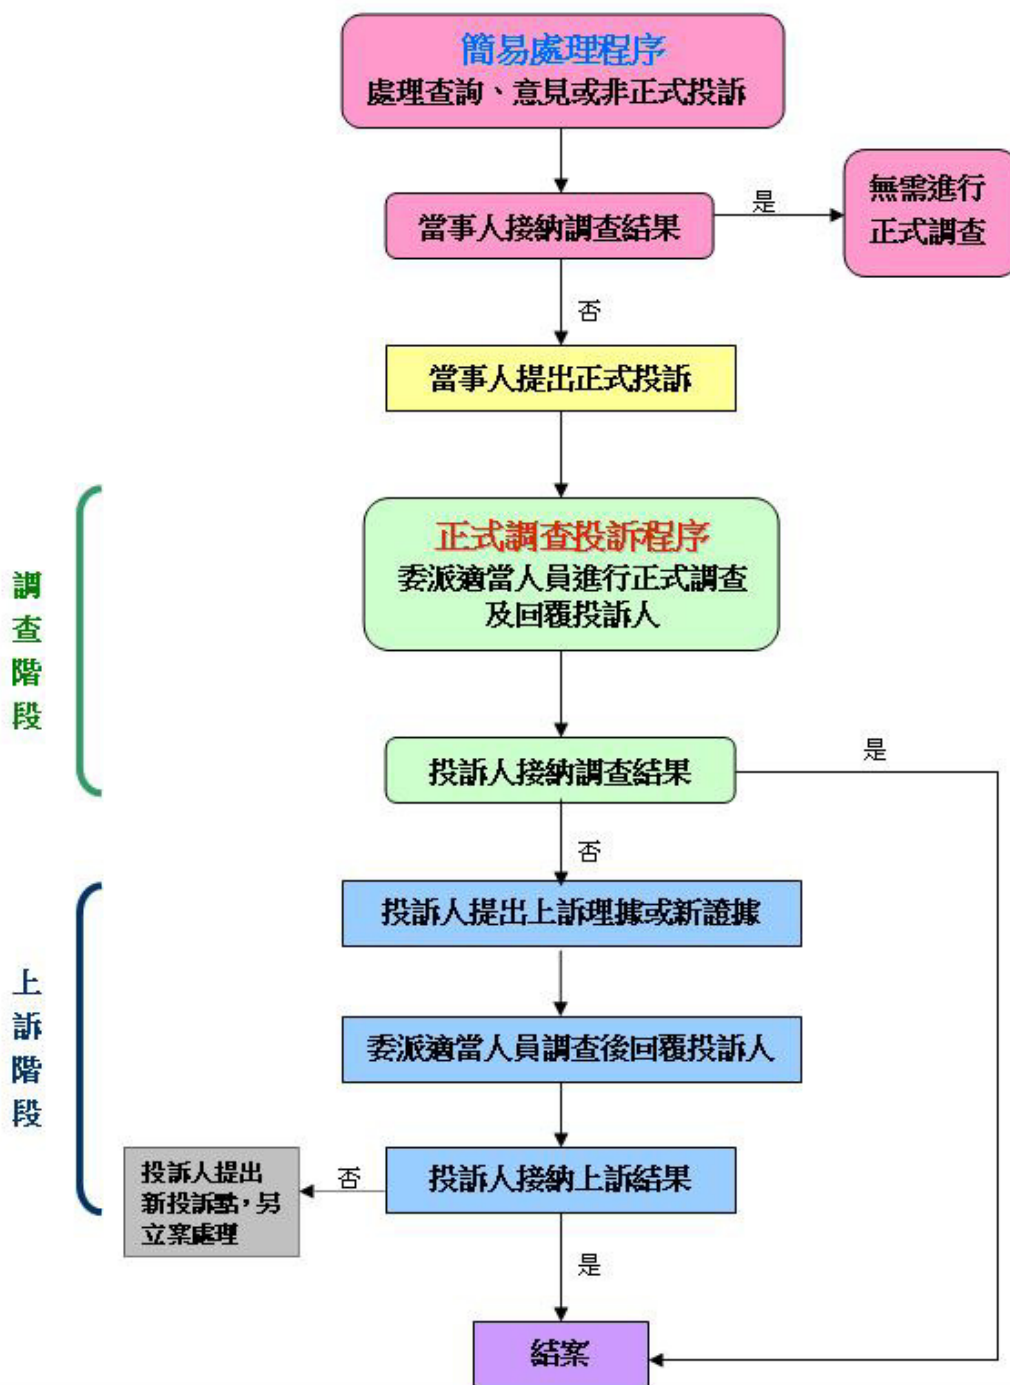 簡易處理程序
處理查詢、意見或非正式投訴
當事人接納調查結果
是
無需進行
正式調查
否
當事人提出正式投訴
調查階段
正式調查投訴程序
委派適當人員進行正式調查
及回覆投訴人
投訴人接納調查結果
是
否
上訴階段
投訴人提出上訴理據或新證據
委派適當人員調查後回覆投訴人
投訴人接納上訴結果
否
投訴人提出
新投訴點，另
立案處理
是
結案